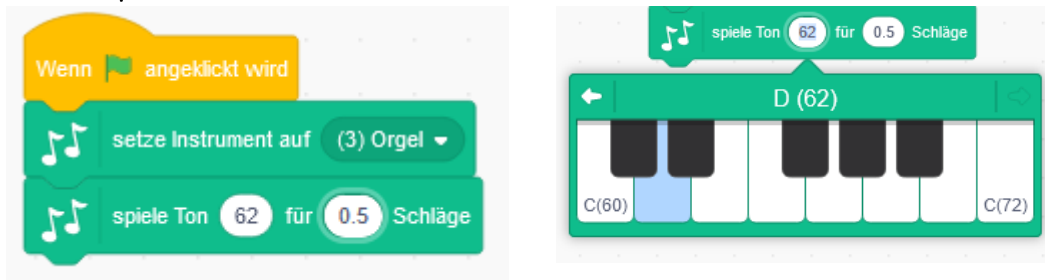 Wenn angeklickt wird
setze Instrument auf (3) Orgel
spiele Ton 62 für 0.5 Schläge
spiele Ton 62 für 0.5 Schläge
D (62)
C(60) C(72)